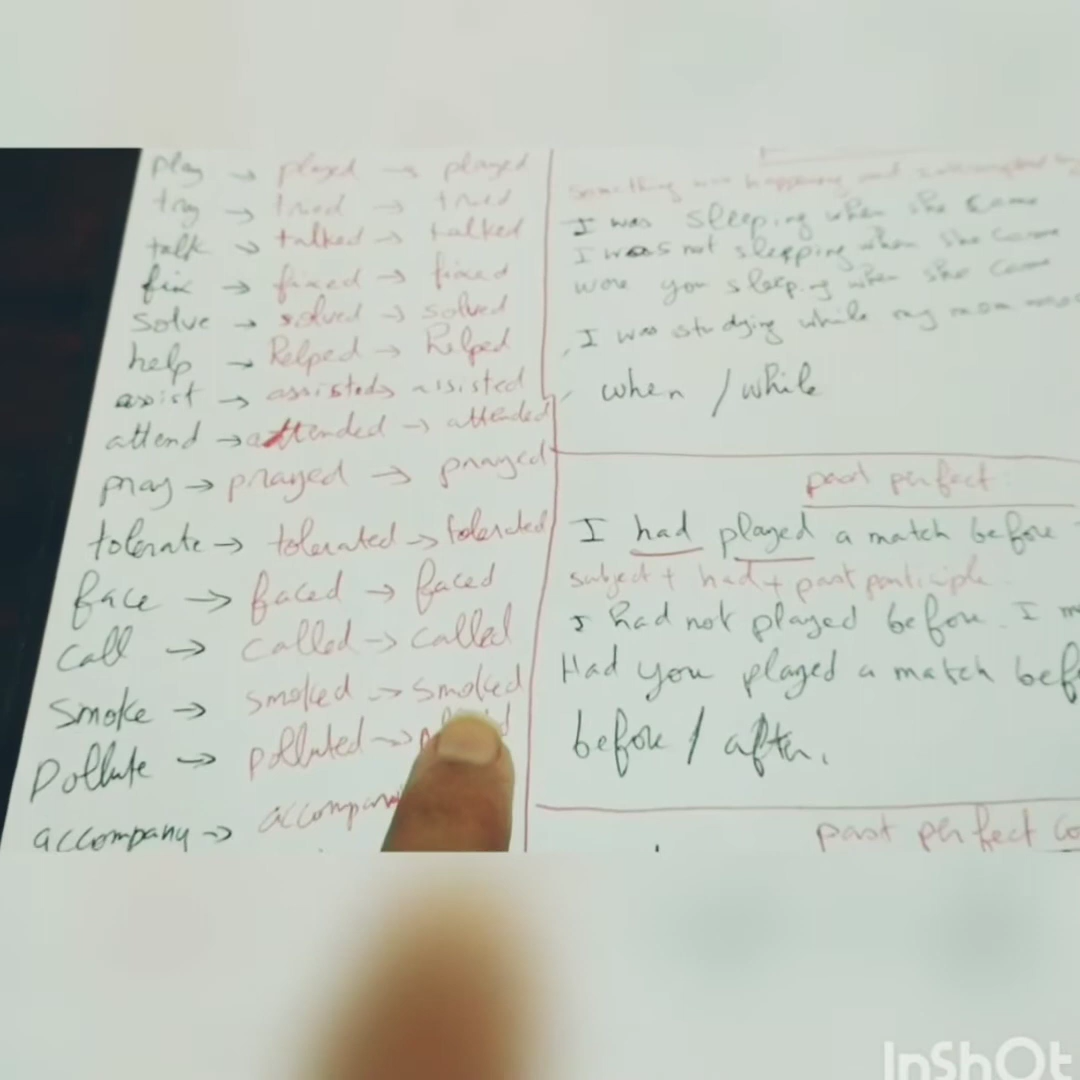 play → played → played
try → tried → tried
talk → talked → talked
fix → fixed → fixed
solve → solved → solved
help → helped → helped
assist → assisted → assisted
attend → attended → attended
pray → prayed → prayed
tolerate → tolerated → tolerated
face → faced → faced
call → called → called
smoke → smoked → smoked
pollute → polluted →
accompany →
something was happening and
I was sleeping when she came
I was not sleeping when she came
were you sleeping when she came
, I was studying while my mom
when / while
past perfect
I had played a match before
subject + had + past participle
I had not played before. I
Had you played a match
before / after.
past perfect
InShOt